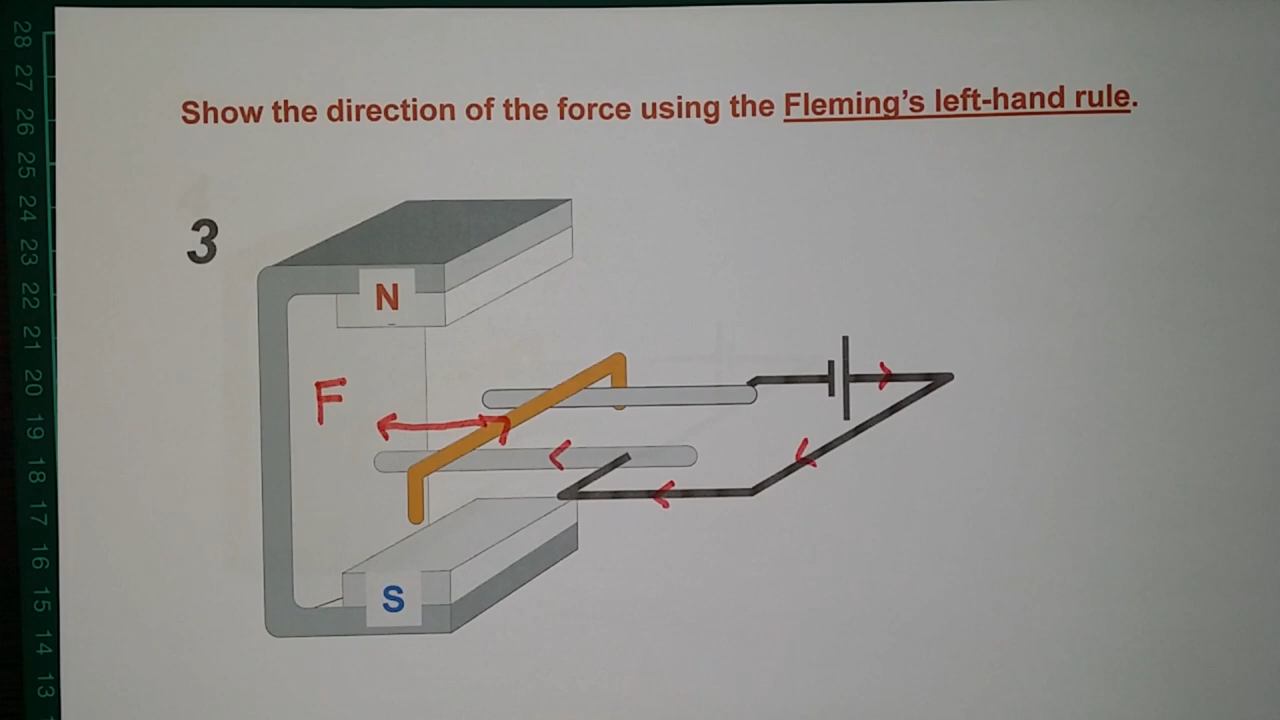 Show the direction of the force using the Fleming's left-hand rule.
3
N
F
S
28 27 26 25 24 23 22 21 20 19 18 17 16 15 14 13